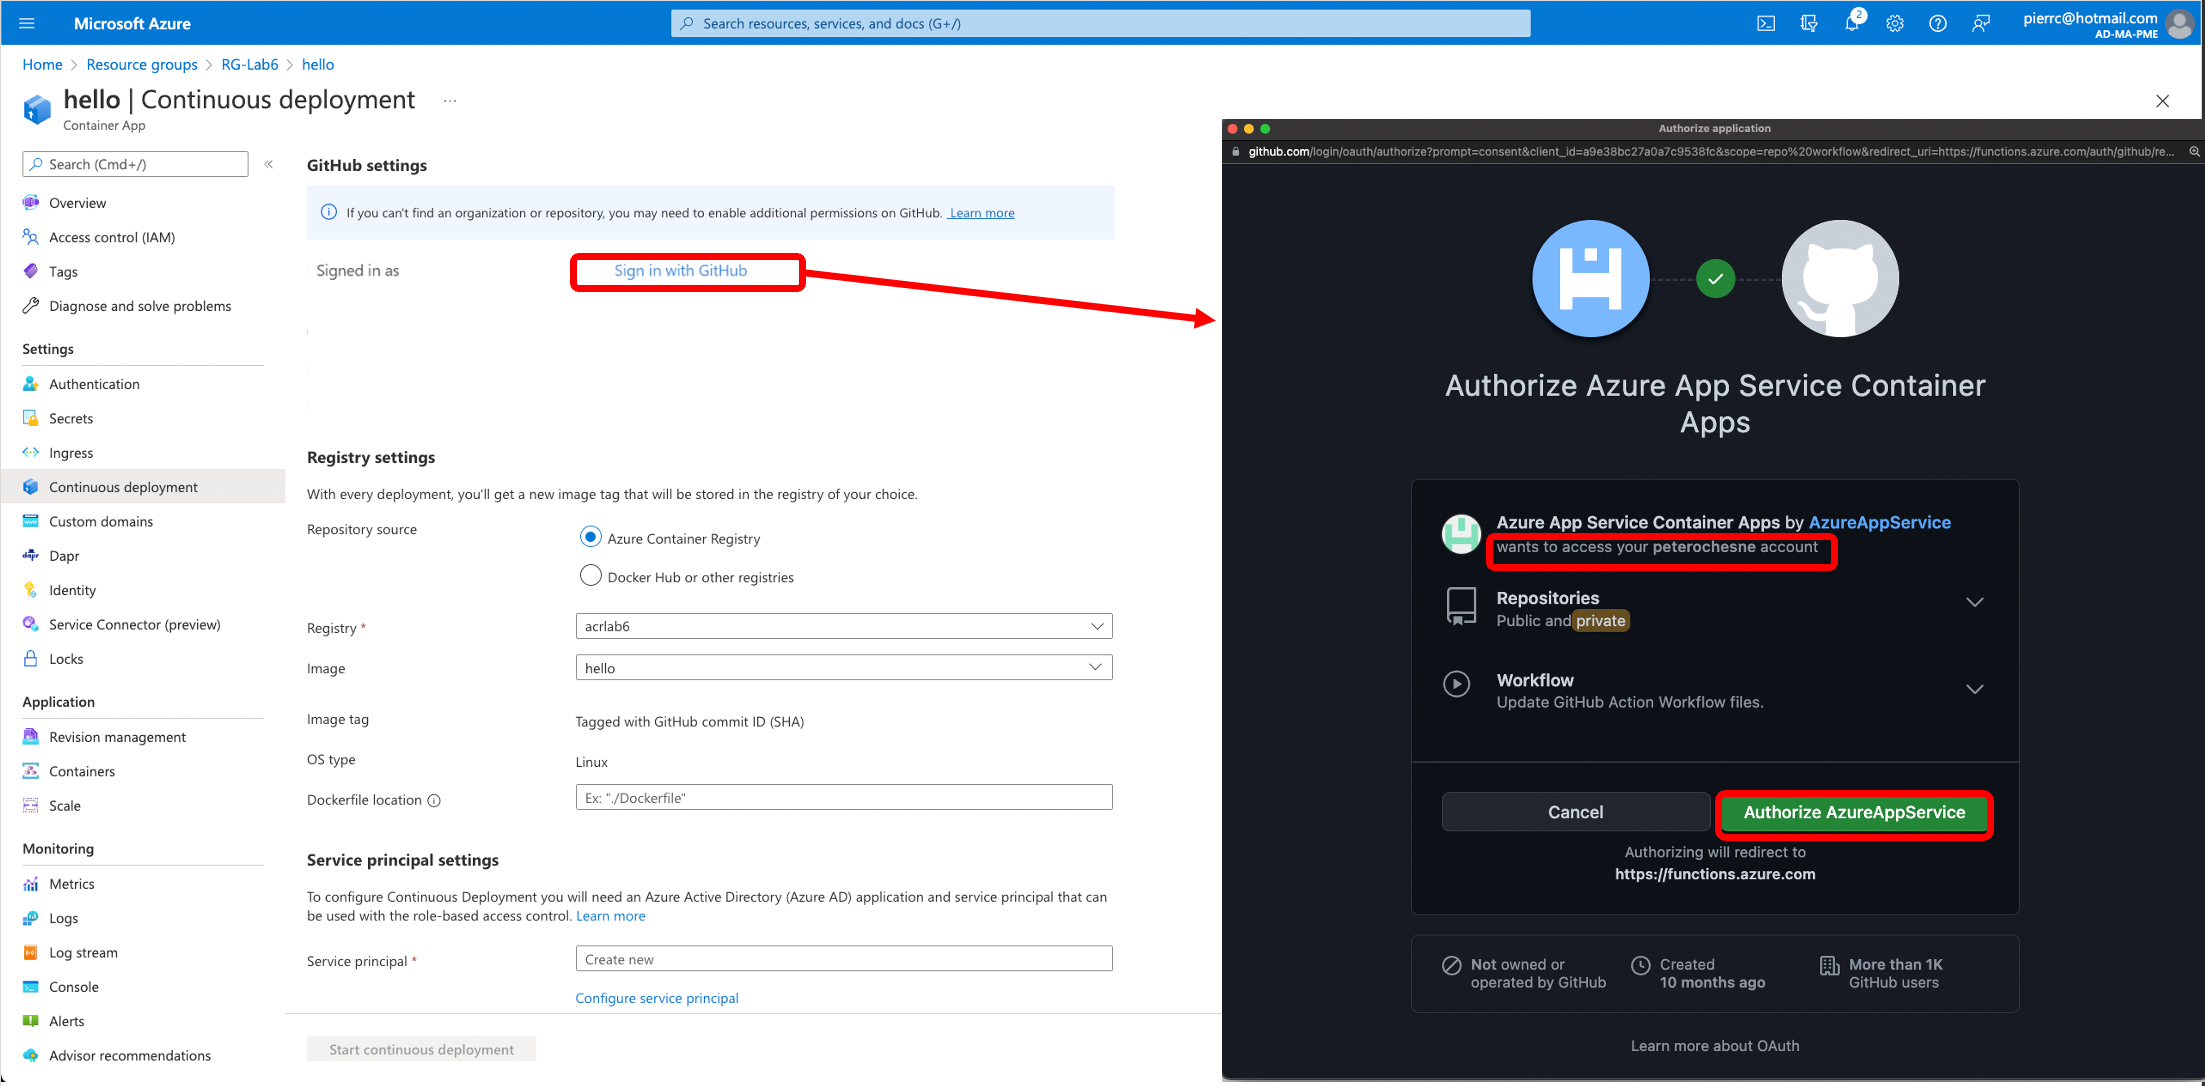 Microsoft Azure
Search resources, services, and docs (G+/)
2
pierrc@hotmail.com
AD-MA-PME
Home > Resource groups > RG-Lab6 > hello
hello | Continuous deployment ...
Container App
Search (Cmd+/)
«
Overview
Access control (IAM)
Tags
Diagnose and solve problems
Settings
Authentication
Secrets
Ingress
Continuous deployment
Custom domains
dapr
Dapr
Identity
Service Connector (preview)
Locks
Application
Revision management
Containers
Scale
Monitoring
Metrics
Logs
Log stream
Console
Alerts
Advisor recommendations
GitHub settings
If you can't find an organization or repository, you may need to enable additional permissions on GitHub. Learn more
Signed in as
Sign in with GitHub
Registry settings
With every deployment, you'll get a new image tag that will be stored in the registry of your choice.
Repository source
Azure Container Registry
Docker Hub or other registries
Registry *
acrlab6
Image
hello
Image tag
Tagged with GitHub commit ID (SHA)
OS type
Linux
Dockerfile location
Ex: "./Dockerfile"
Service principal settings
To configure Continuous Deployment you will need an Azure Active Directory (Azure AD) application and service principal that can
be used with the role-based access control. Learn more
Service principal *
Create new
Configure service principal
Start continuous deployment
Authorize application
github.com/login/oauth/authorize?prompt=consent&client_id=a9e38bc27a0a7c9538fc&scope=repo%20workflow&redirect_uri=https://functions.azure.com/auth/github/re...
Authorize Azure App Service Container
Apps
Azure App Service Container Apps by AzureAppService
wants to access your peterochesne account
Repositories
Public and private
Workflow
Update GitHub Action Workflow files.
Cancel
Authorize AzureAppService
Authorizing will redirect to
https://functions.azure.com
Not owned or
operated by GitHub
Created
10 months ago
More than 1K
GitHub users
Learn more about OAuth